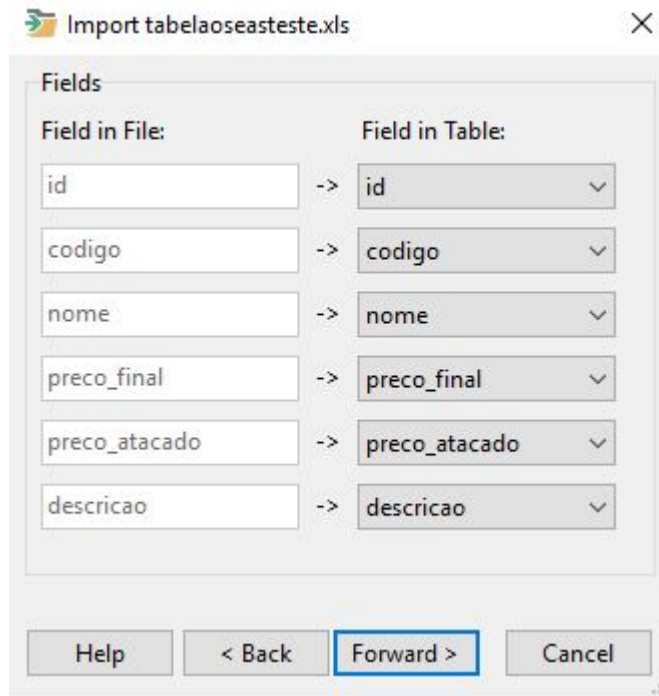 Import tabelaoseasteste.xls
Fields
Field in File: Field in Table:
id -> id
codigo -> codigo
nome -> nome
preco_final -> preco_final
preco_atacado -> preco_atacado
descricao -> descricao
Help < Back Forward > Cancel